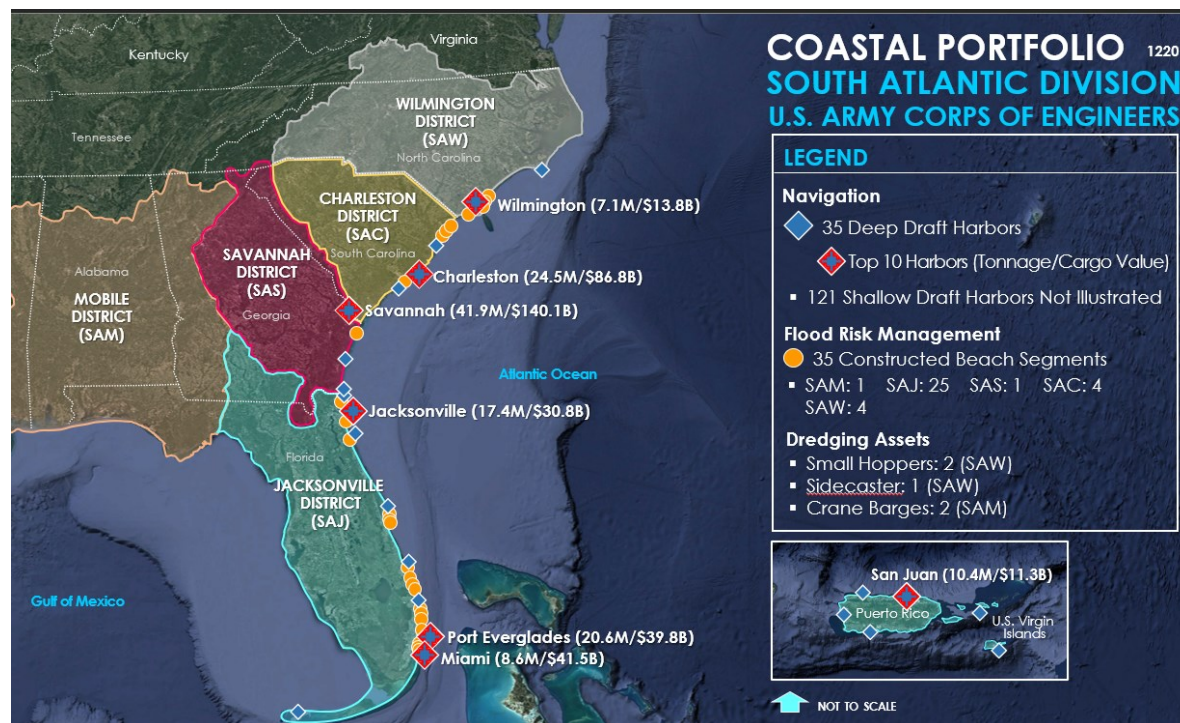 Kentucky
Virginia
Tennessee
WILMINGTON
DISTRICT
(SAW)
North Carolina
CHARLESTON
DISTRICT
(SAC)
South Carolina
SAVANNAH
DISTRICT
(SAS)
Georgia
Alabama
MOBILE
DISTRICT
(SAM)
Florida
JACKSONVILLE
DISTRICT
(SAJ)
Wilmington (7.1M/$13.8B)
Charleston (24.5M/$86.8B)
Savannah (41.9M/$140.1B)
Jacksonville (17.4M/$30.8B)
Port Everglades (20.6M/$39.8B)
Miami (8.6M/$41.5B)
Atlantic Ocean
Gulf of Mexico
COASTAL PORTFOLIO 1220
SOUTH ATLANTIC DIVISION
U.S. ARMY CORPS OF ENGINEERS
LEGEND
Navigation
35 Deep Draft Harbors
Top 10 Harbors (Tonnage/Cargo Value)
▪ 121 Shallow Draft Harbors Not Illustrated
Flood Risk Management
35 Constructed Beach Segments
▪ SAM: 1 SAJ: 25 SAS: 1 SAC: 4
SAW: 4
Dredging Assets
▪ Small Hoppers: 2 (SAW)
▪ Sidecaster: 1 (SAW)
▪ Crane Barges: 2 (SAM)
San Juan (10.4M/$11.3B)
Puerto Rico
U.S. Virgin
Islands
NOT TO SCALE